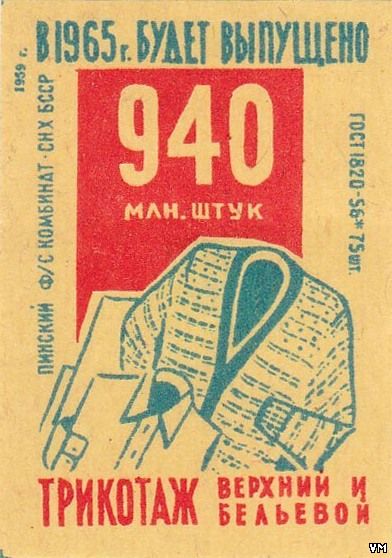 В 1965 г. БУДЕТ ВЫПУЩЕНО
1959 г.
940
МЛН. ШТУК
ПИНСКИЙ Ф/С КОМБИНАТ·СНХ БССР
ГОСТ 1820-56* 75 шт.
ТРИКОТАЖ ВЕРХНИЙ И
БЕЛЬЕВОЙ
VM